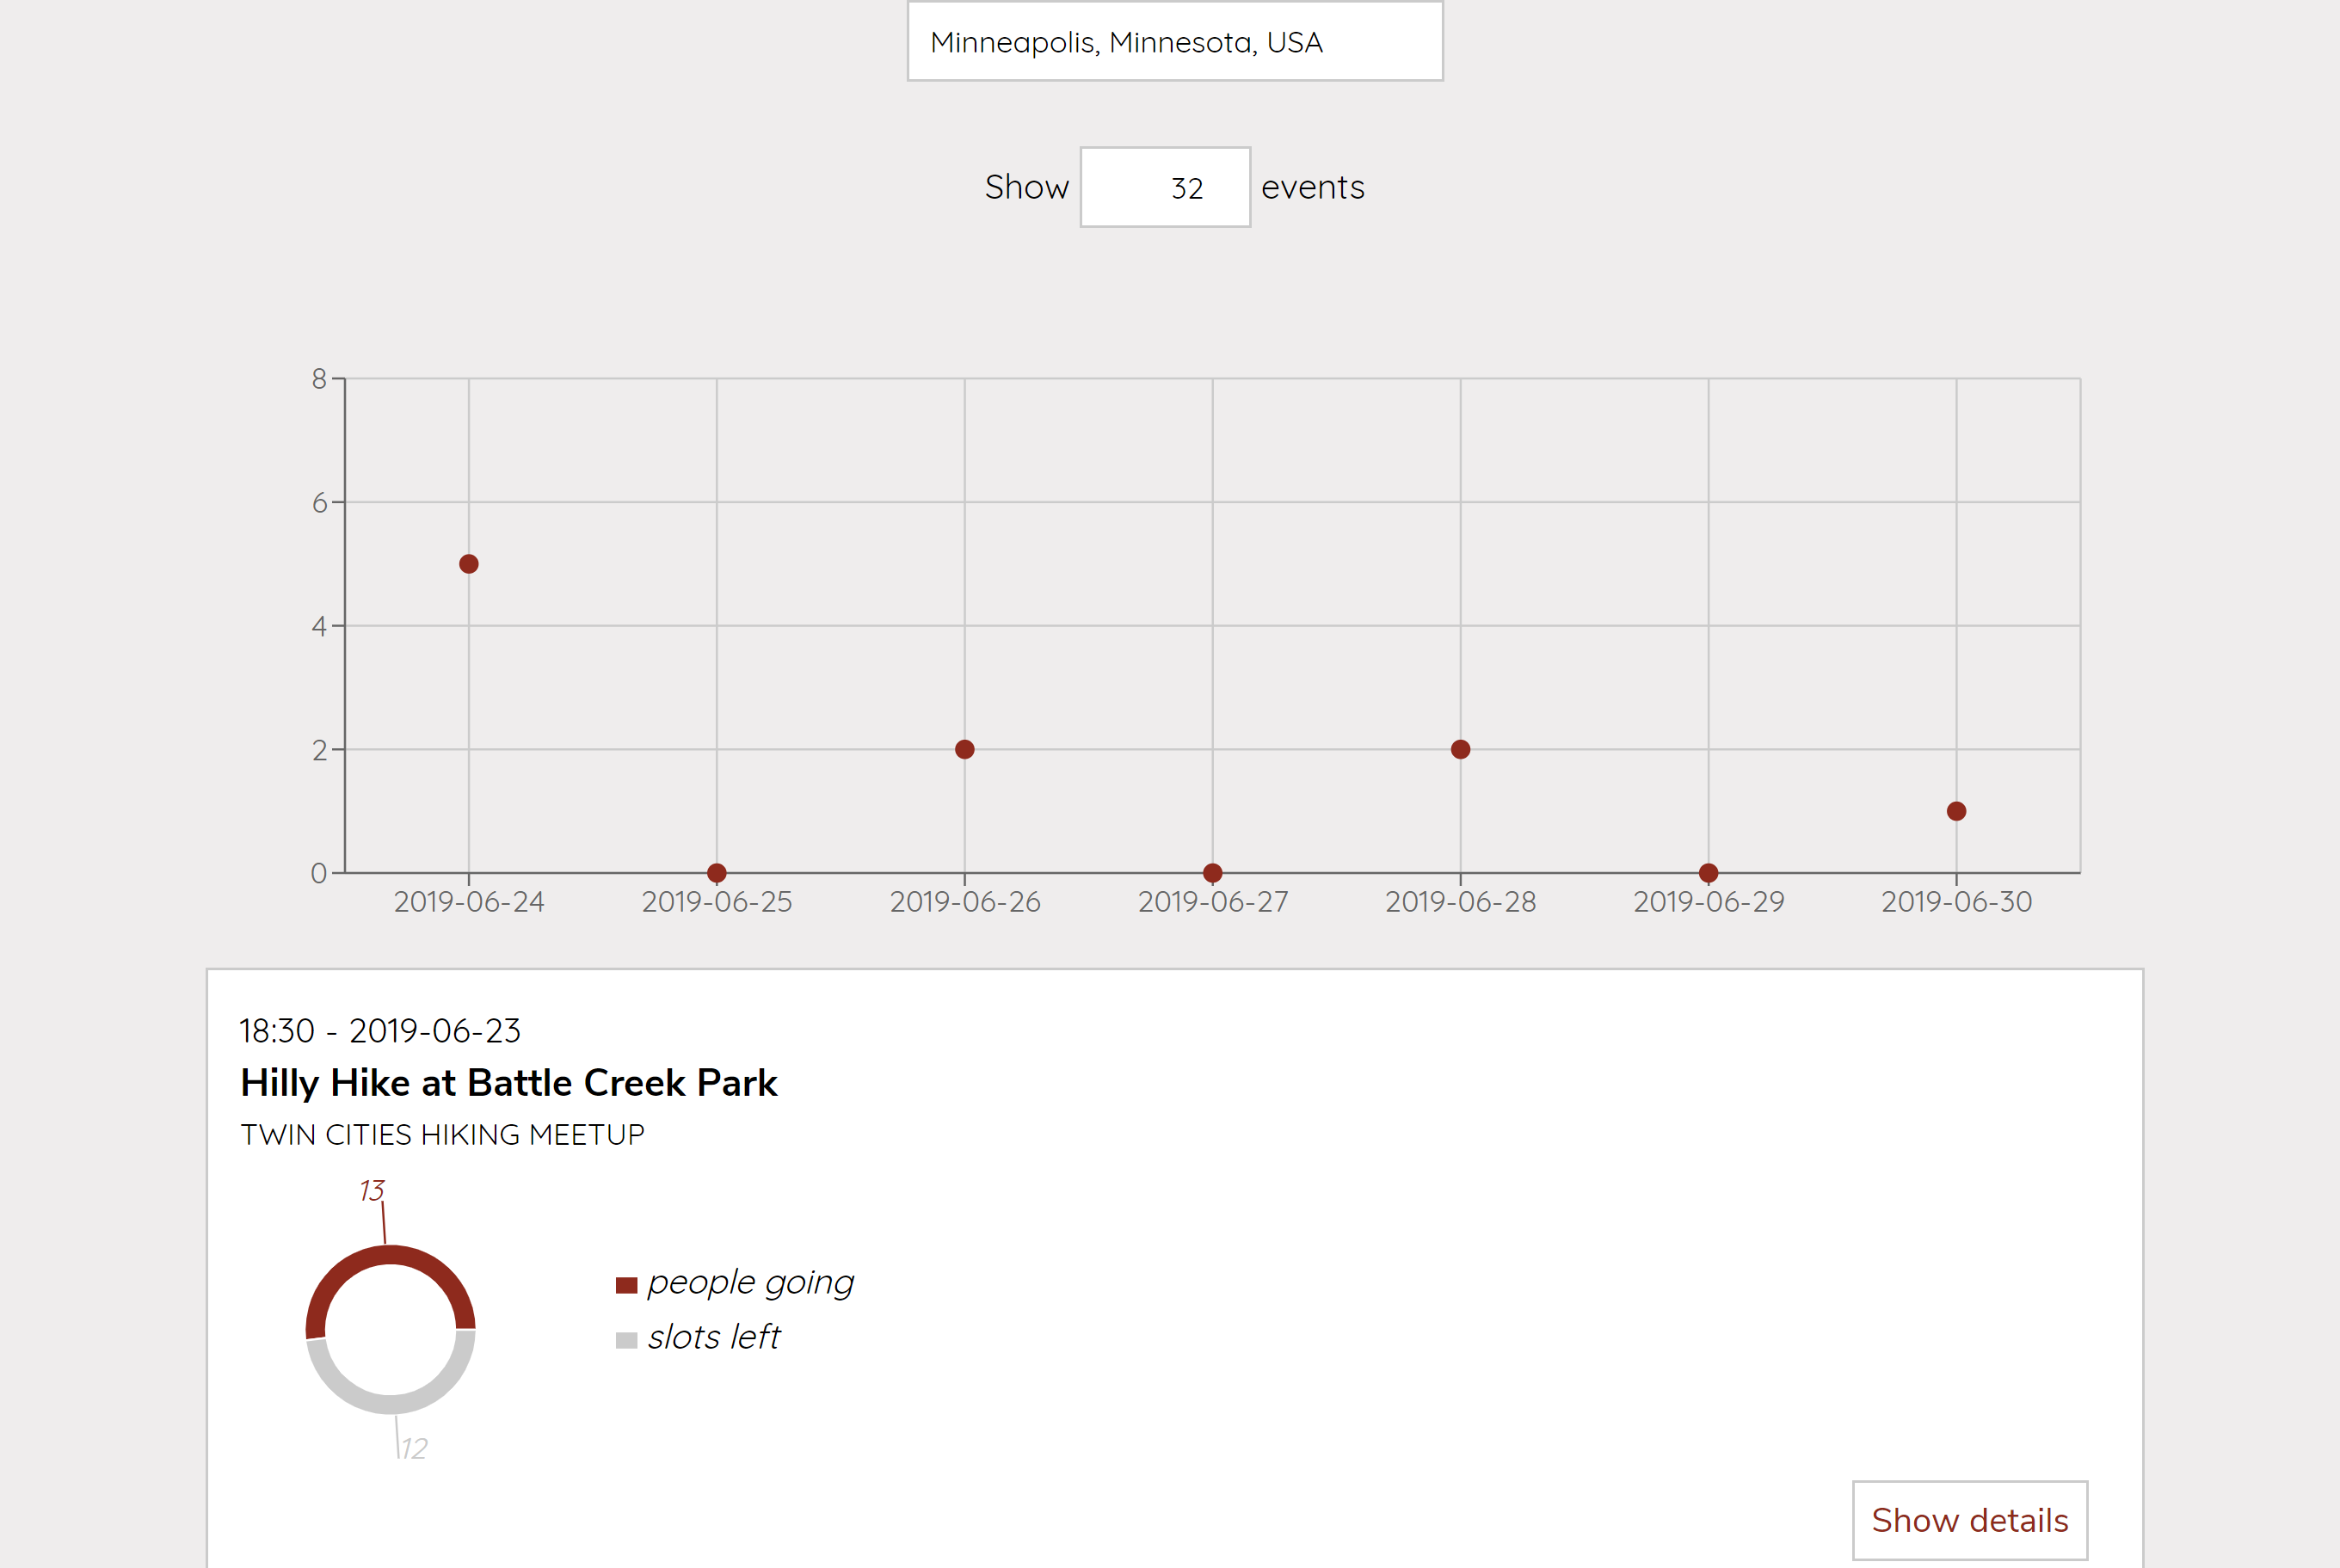 Minneapolis, Minnesota, USA
Show 32 events
8
6
4
2
0
2019-06-24 2019-06-25 2019-06-26 2019-06-27 2019-06-28 2019-06-29 2019-06-30
18:30 - 2019-06-23
Hilly Hike at Battle Creek Park
TWIN CITIES HIKING MEETUP
13
people going
slots left
12
Show details